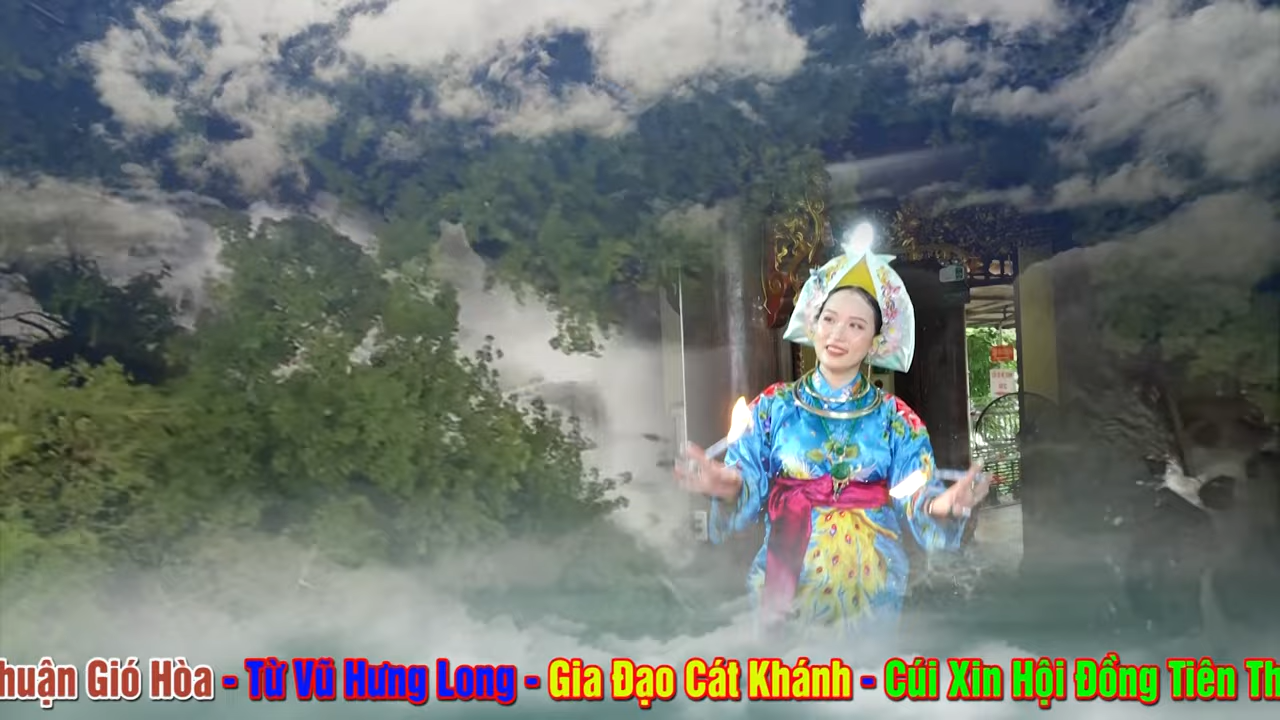 huận Gió Hòa - Từ Vũ Hưng Long - Gia Đạo Cát Khánh - Cúi Xin Hội Đồng Tiên Th